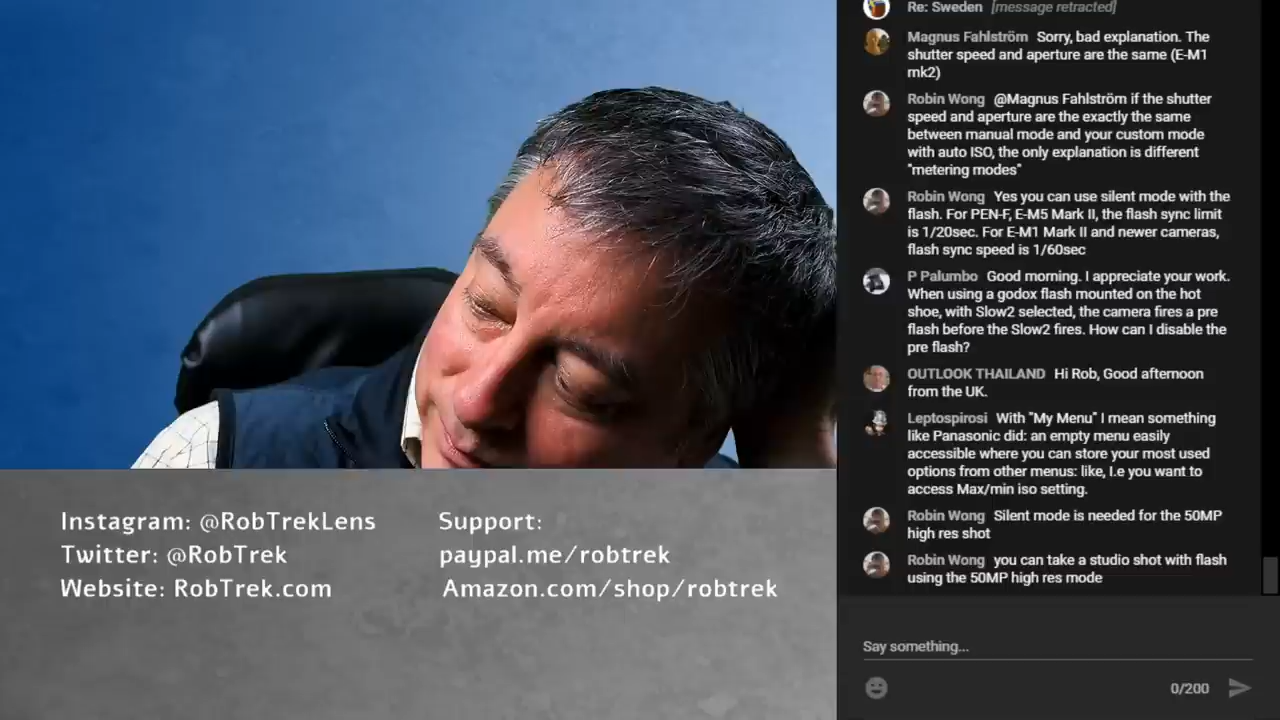 Instagram: @RobTrekLens
Twitter: @RobTrek
Website: RobTrek.com
Support:
paypal.me/robtrek
Amazon.com/shop/robtrek
Re: Sweden [message retracted]
Magnus Fahlström Sorry, bad explanation. The
shutter speed and aperture are the same (E-M1
mk2)
Robin Wong @Magnus Fahlström if the shutter
speed and aperture are the exactly the same
between manual mode and your custom mode
with auto ISO, the only explanation is different
"metering modes"
Robin Wong Yes you can use silent mode with the
flash. For PEN-F, E-M5 Mark II, the flash sync limit
is 1/20sec. For E-M1 Mark II and newer cameras,
flash sync speed is 1/60sec
P Palumbo Good morning. I appreciate your work.
When using a godox flash mounted on the hot
shoe, with Slow2 selected, the camera fires a pre
flash before the Slow2 fires. How can I disable the
pre flash?
OUTLOOK THAILAND Hi Rob, Good afternoon
from the UK.
Leptospirosi With "My Menu" I mean something
like Panasonic did: an empty menu easily
accessible where you can store your most used
options from other menus: like, I.e you want to
access Max/min iso setting.
Robin Wong Silent mode is needed for the 50MP
high res shot
Robin Wong you can take a studio shot with flash
using the 50MP high res mode
Say something...
0/200